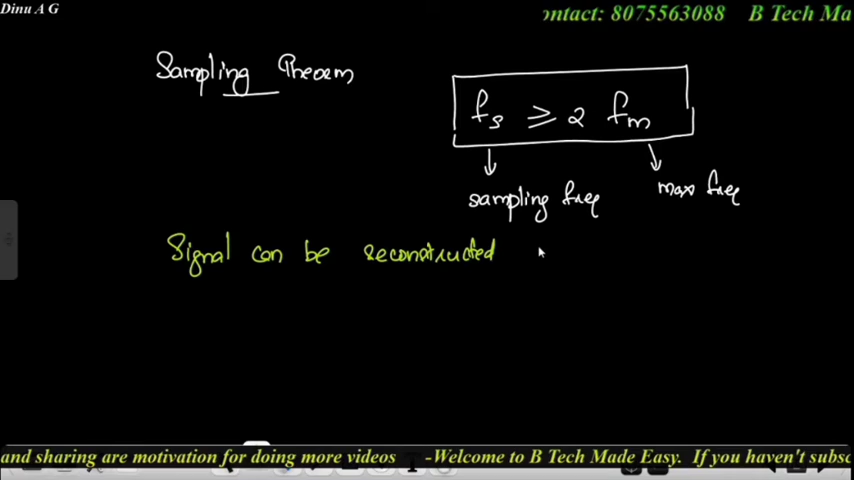 Dinu A G
ontact: 8075563088 B Tech Ma
Sampling Theorem
fs ≥ 2 fm
sampling freq
max freq
Signal can be reconstructed
and sharing are motivation for doing more videos -Welcome to B Tech Made Easy. If you haven't subsc